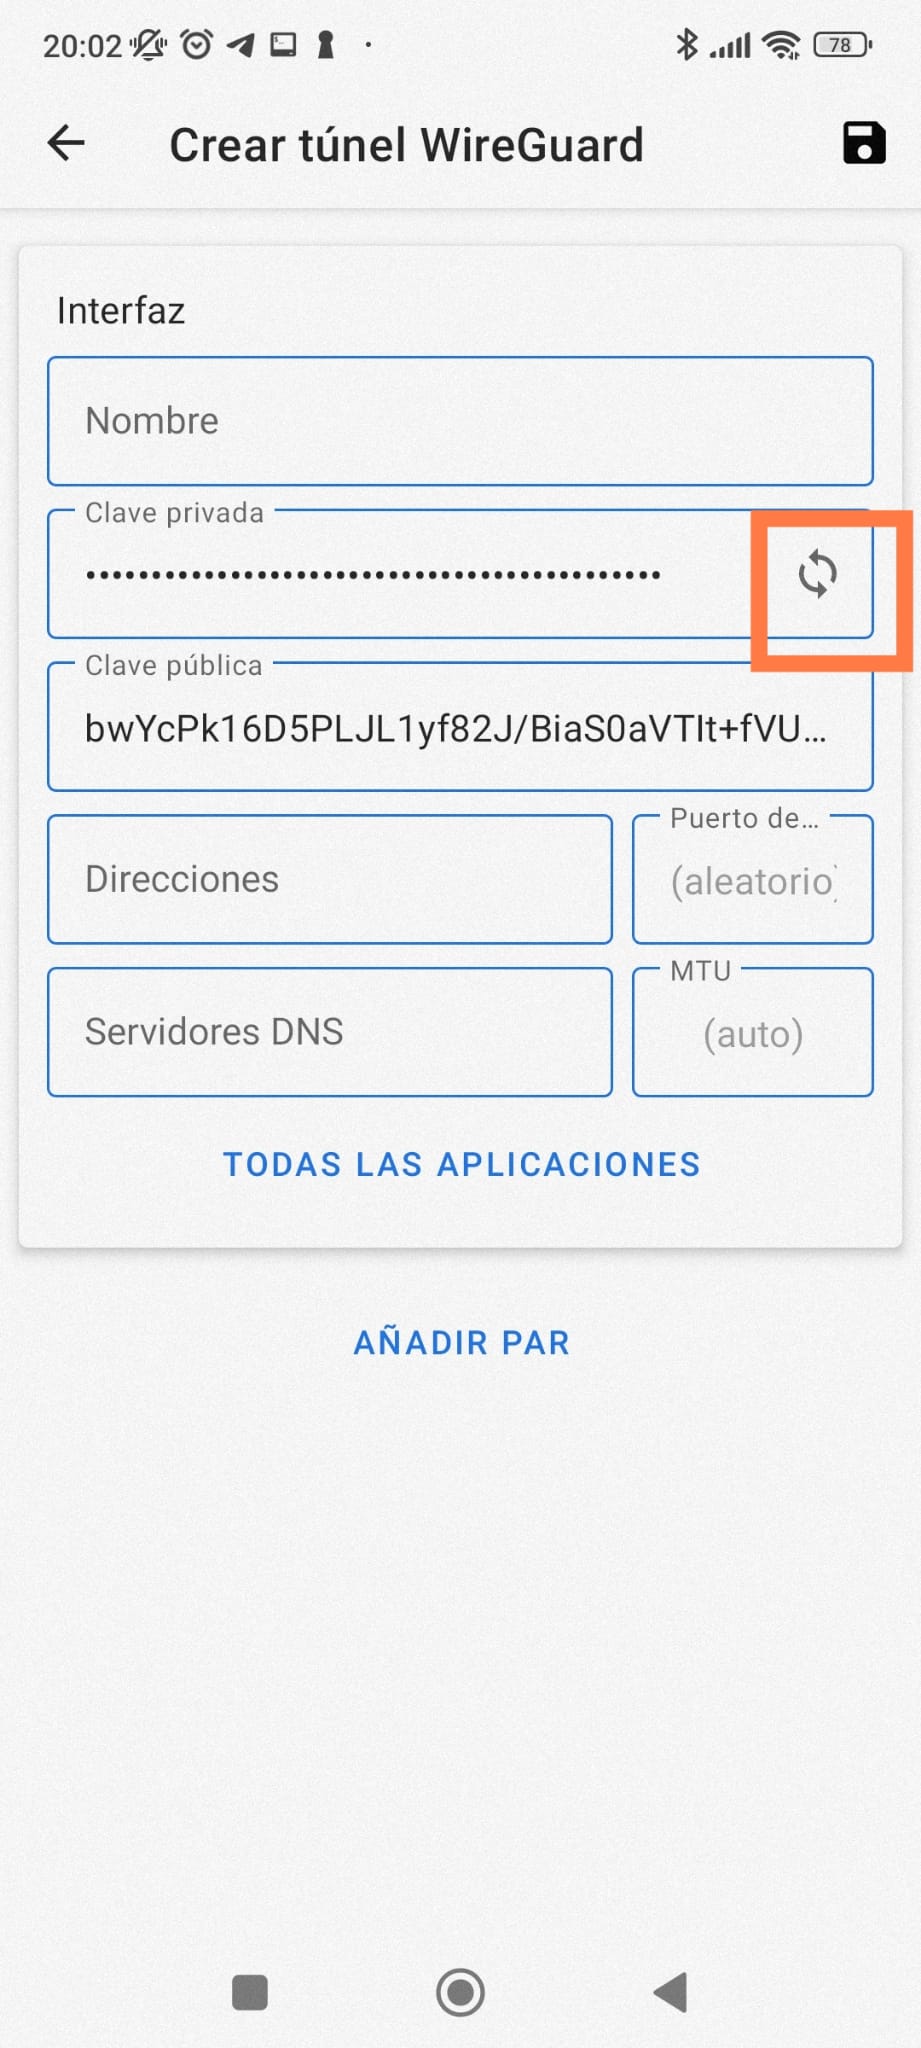 20:02
78
Crear túnel WireGuard
Interfaz
Nombre
Clave privada
••••••••••••••••••••••••••••••••••••••••••••
Clave pública
bwYcPk16D5PLJL1yf82J/BiaS0aVTIt+fVU...
Direcciones
Puerto de...
(aleatorio)
Servidores DNS
MTU
(auto)
TODAS LAS APLICACIONES
AÑADIR PAR